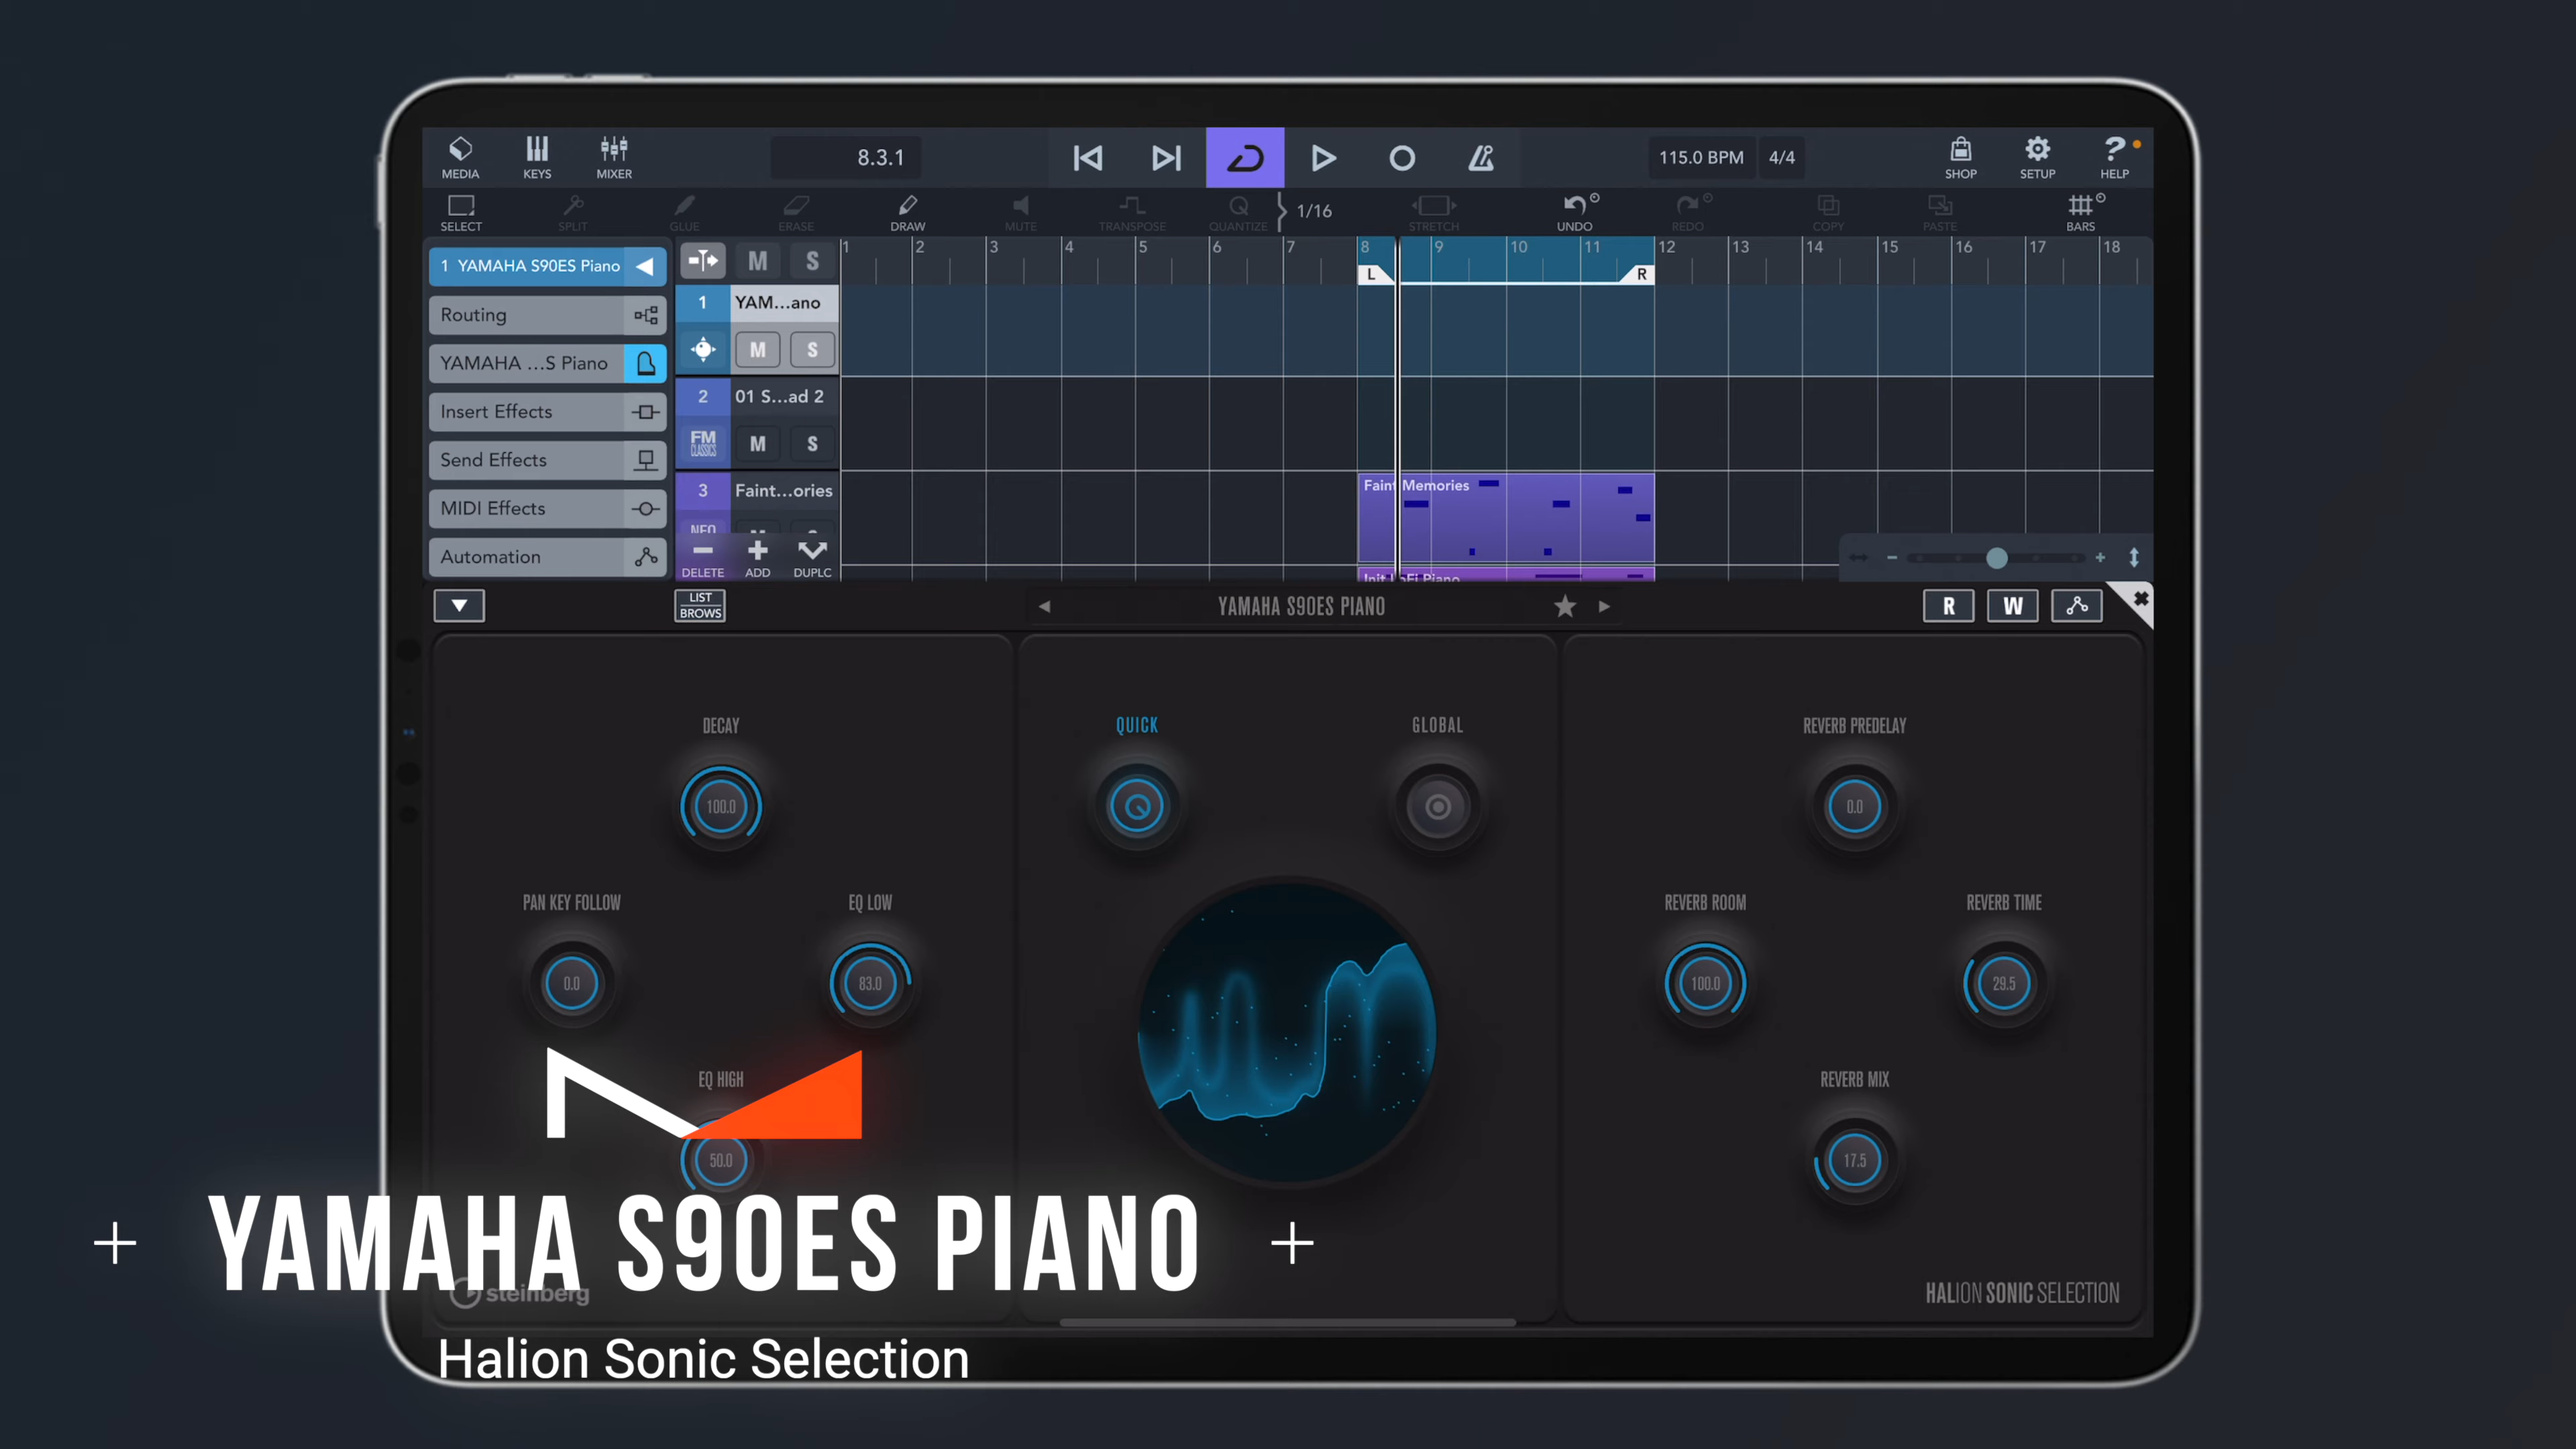 MEDIA
KEYS
MIXER
8.3.1
115.0 BPM
4/4
SHOP
SETUP
?
HELP
SELECT
SPLIT
GLUE
ERASE
DRAW
MUTE
TRANSPOSE
Q
QUANTIZE
1/16
STRETCH
UNDO
REDO
COPY
PASTE
BARS
1 YAMAHA S90ES Piano
Routing
YAMAHA ...S Piano
Insert Effects
Send Effects
MIDI Effects
Automation
M S
1 2 3 4 5 6 7 8 9 10 11 12 13 14 15 16 17 18
L
R
1 YAM...ano
M S
2 01 S...ad 2
FM
CLASSICS
M S
3 Faint...ories
DELETE
ADD
DUPLC
Faint Memories
LIST
BROWS
YAMAHA S90ES PIANO
R
W
DECAY
100.0
PAN KEY FOLLOW
0.0
EQ LOW
83.0
EQ HIGH
50.0
QUICK
GLOBAL
REVERB PREDELAY
0.0
REVERB ROOM
100.0
REVERB TIME
29.5
REVERB MIX
17.5
YAMAHA S90ES PIANO
steinberg
HALION SONIC SELECTION
Halion Sonic Selection